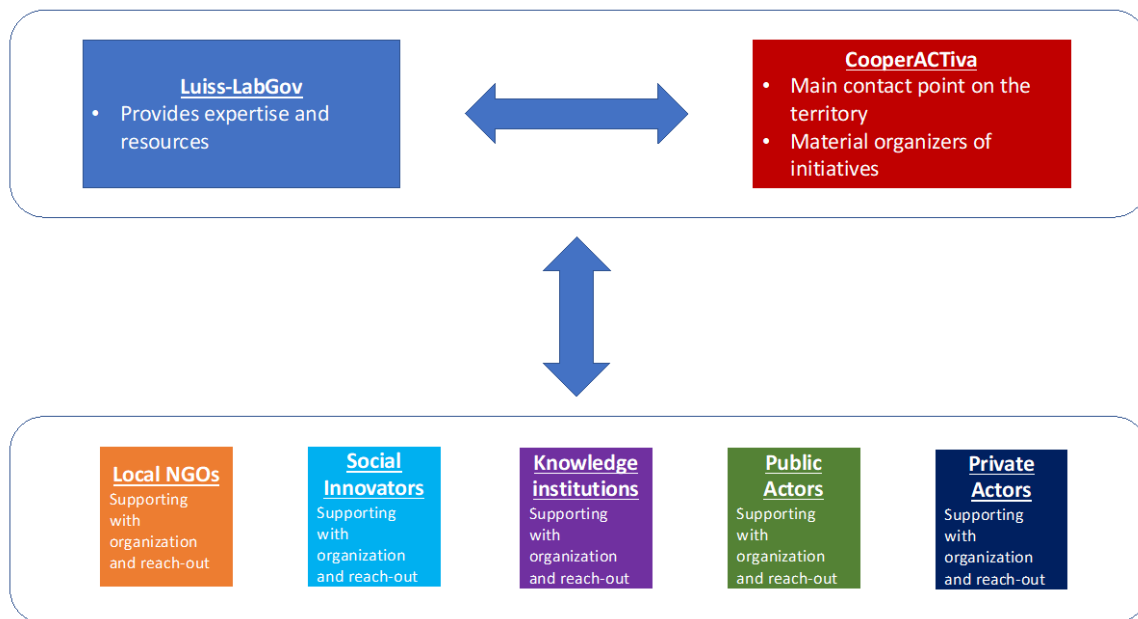 Luiss-LabGov
• Provides expertise and
resources
CooperACTiva
• Main contact point on the
territory
• Material organizers of
initiatives
Local NGOs
Supporting
with
organization
and reach-out
Social
Innovators
Supporting
with
organization
and reach-out
Knowledge
institutions
Supporting
with
organization
and reach-out
Public
Actors
Supporting
with
organization
and reach-out
Private
Actors
Supporting
with
organization
and reach-out